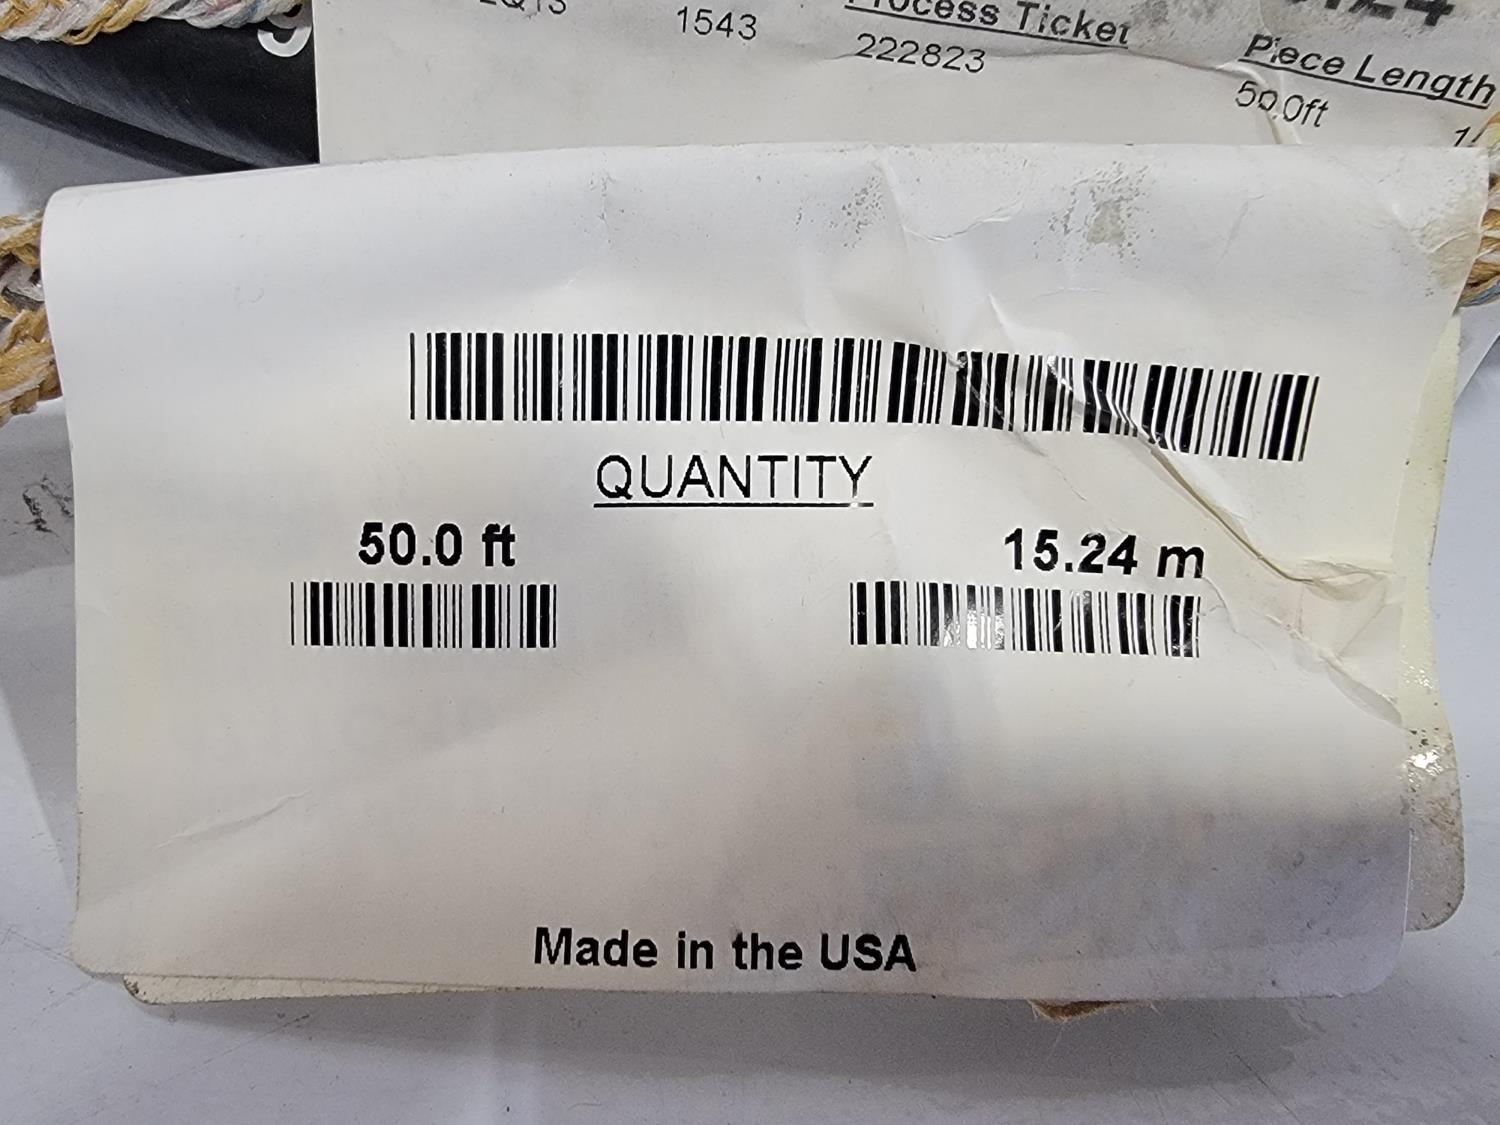 1543
Process Ticket
222823
Piece Length
50.0ft
QUANTITY
50.0 ft
15.24 m
Made in the USA